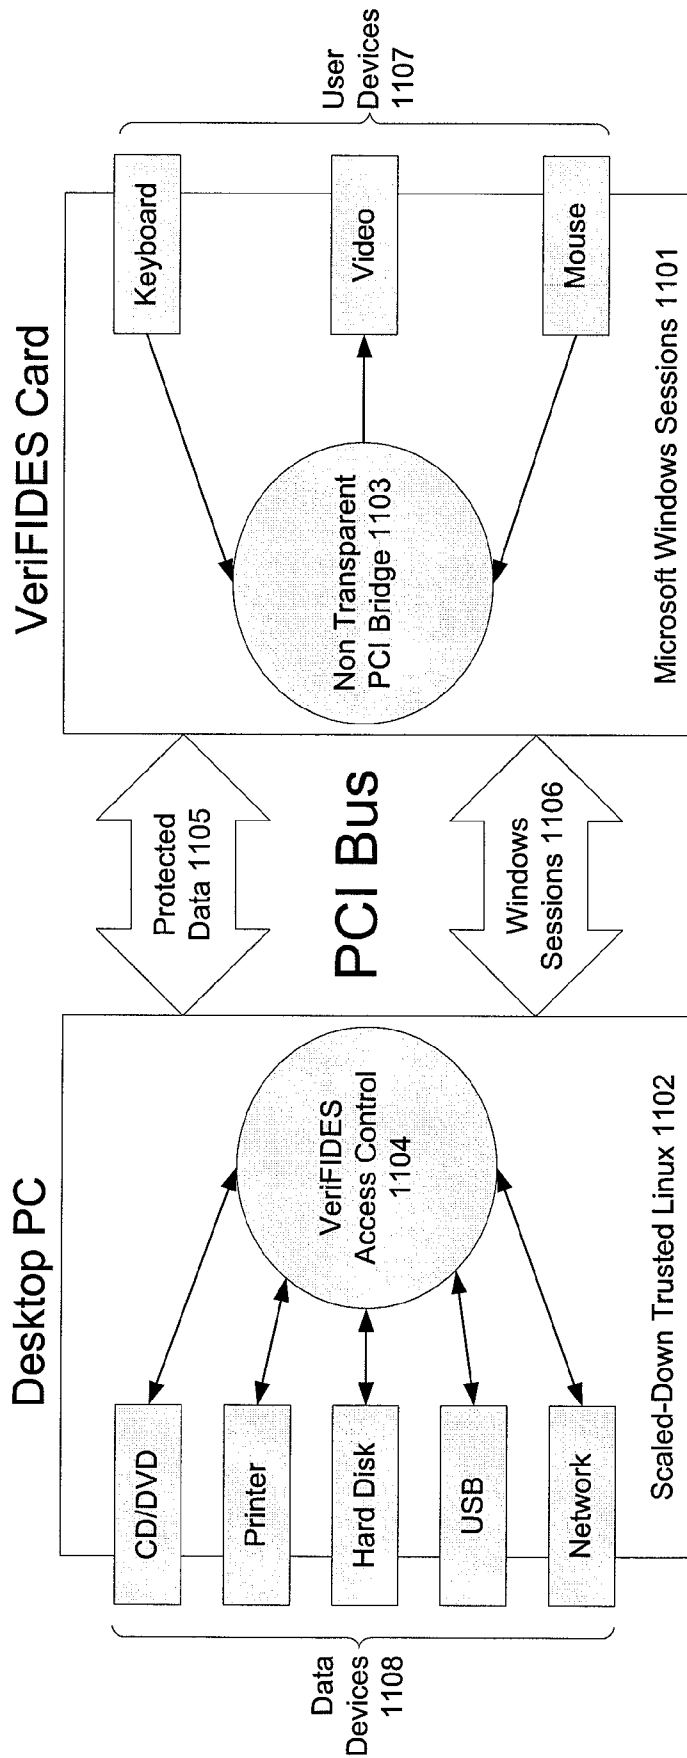 Desktop PC
VeriFIDES Card
Data
Devices
1108
CD/DVD
Printer
Hard Disk
USB
Network
VeriFIDES
Access Control
1104
Scaled-Down Trusted Linux 1102
Protected
Data 1105
PCI Bus
Windows
Sessions 1106
Non Transparent
PCI Bridge 1103
Keyboard
Video
Mouse
Microsoft Windows Sessions 1101
User
Devices
1107